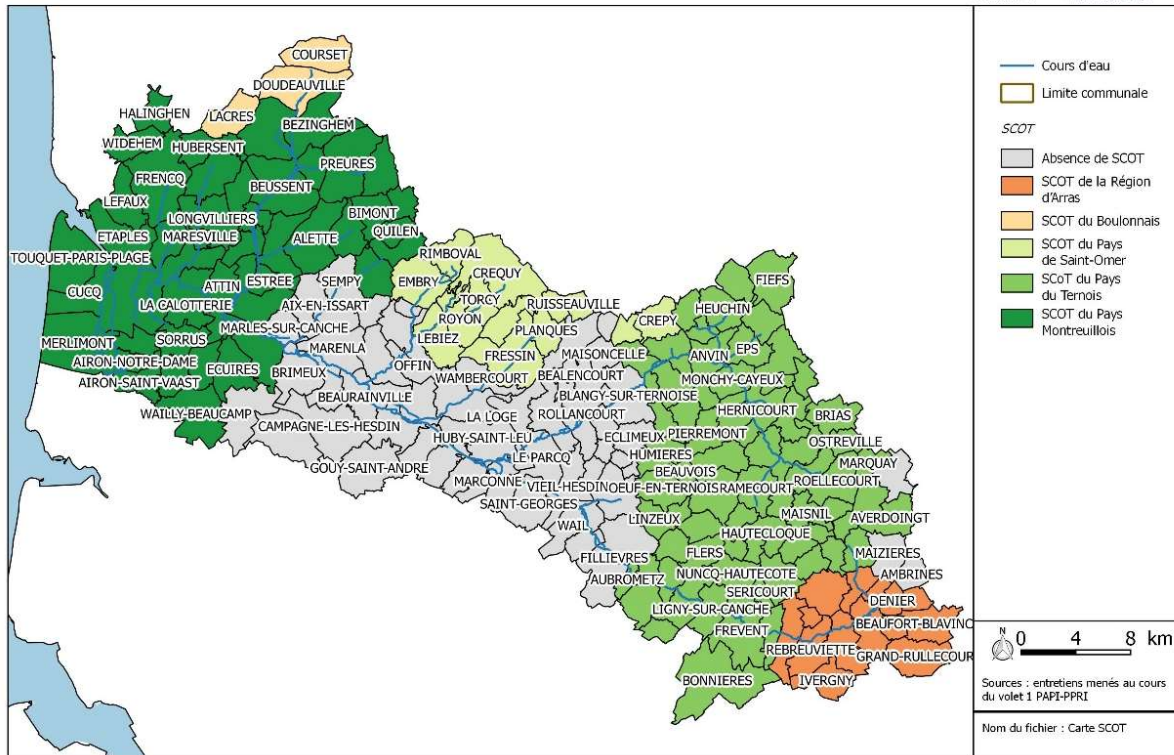 COURSET
DOUDEAUVILLE
HALINGHEN
LACRES
BEZINGHEM
WIDEHEM
HUBERSENT
PREURES
FRENCQ
BEUSSENT
LEFAUX
BIMONT
LONGVILLIERS
ETAPLES
MARESVILLE
ALETTE
QUILEN
TOUQUET-PARIS-PLAGE
RIMBOVAL
FIEFS
CUCQ
ATTIN
ESTREE
SEMPY
EMBRY
CREQUY
LA CALOTTERIE
AIX-EN-ISSART
TORCY
RUISSEAUVILLE
HEUCHIN
ROYON
CREPY
MARLES-SUR-CANCHE
PLANQUES
MERLIMONT
SORRUS
MARENLA
LEBIEZ
EPS
AIRON-NOTRE-DAME
OFFIN
FRESSIN
MAISONCELLE
ANVIN
ECUIRES
BRIMEUX
WAMBERCOURT
BEALENCOURT
MONCHY-CAYEUX
AIRON-SAINT-VAAST
BEAURAINVILLE
BLANGY-SUR-TERNOISE
WAILLY-BEAUCAMP
LA LOGE
ROLLANCOURT
HERNICOURT
BRIAS
CAMPAGNE-LES-HESDIN
HUBY-SAINT-LEU
ECLIMEUX
PIERREMONT
OSTREVILLE
LE PARCQ
HUMIERES
GOUY-SAINT-ANDRE
BEAUVOIS
MARQUAY
MARCONNE
VIEIL-HESDIN
OEUF-EN-TERNOIS
RAMECOURT
ROELLECOURT
SAINT-GEORGES
WAIL
LINZEUX
MAISNIL
AVERDOINGT
HAUTECLOQUE
FILLIEVRES
FLERS
MAIZIERES
AUBROMETZ
NUNCQ-HAUTECOTE
AMBRINES
SERICOURT
DENIER
LIGNY-SUR-CANCHE
BEAUFORT-BLAVINC
FREVENT
REBREUVIETTE
GRAND-RULLECOUR
BONNIERES
IVERGNY
Cours d'eau
Limite communale
SCOT
Absence de SCOT
SCOT de la Région
d'Arras
SCOT du Boulonnais
SCOT du Pays
de Saint-Omer
SCoT du Pays
du Ternois
SCOT du Pays
Montreuillois
N
0 4 8 km
Sources : entretiens menés au cours
du volet 1 PAPI-PPRI
Nom du fichier : Carte SCOT